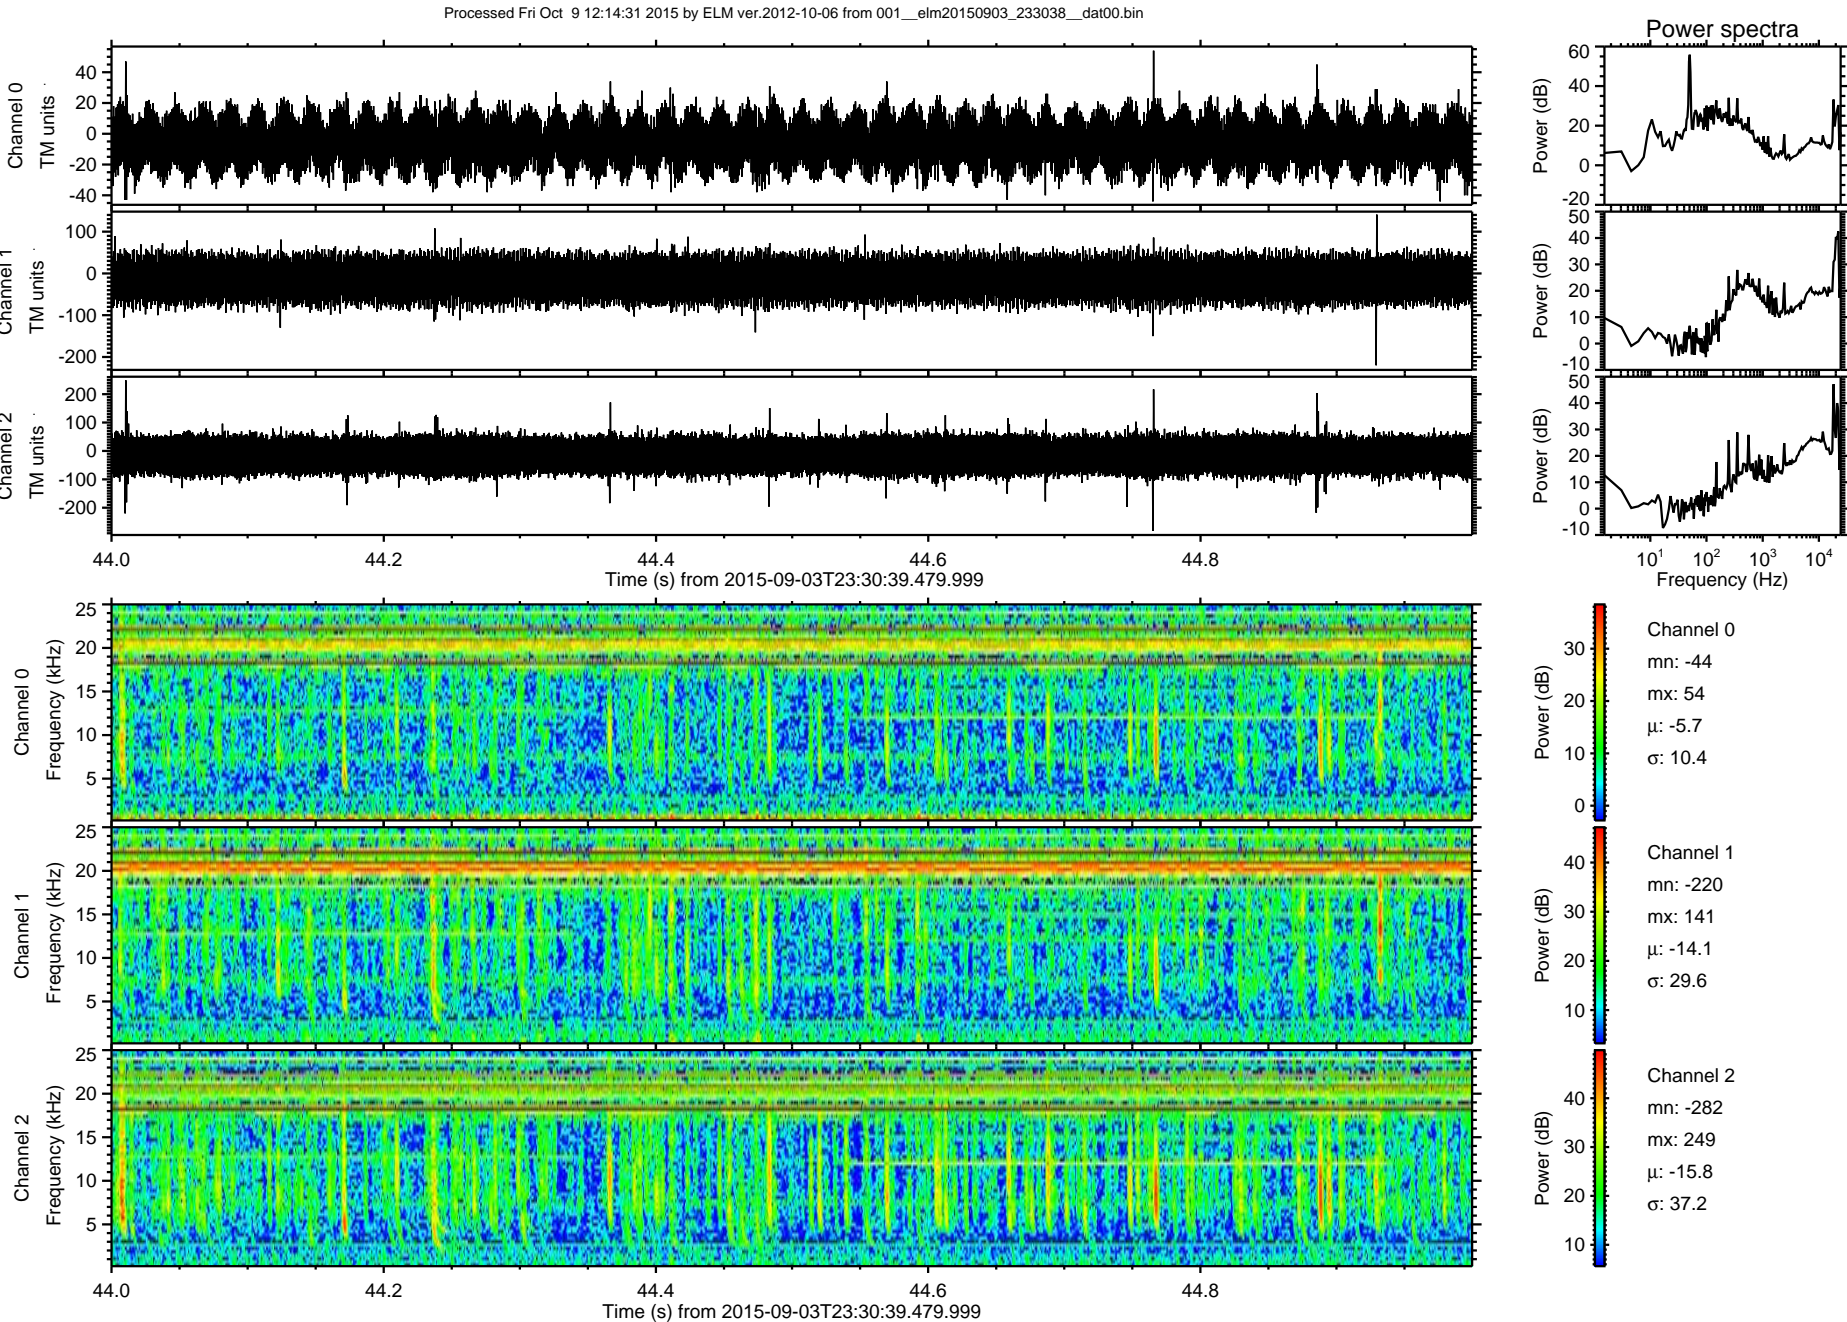 Processed Fri Oct  9 12:14:31 2015 by ELM ver.2012-10-06 from 001__elm20150903_233038__dat00.bin
Power spectra
Channel 0
TM units
40
20
0
-20
-40
Power (dB)
60
40
20
0
-20
Channel 1
TM units
100
0
-100
-200
Power (dB)
50
40
30
20
10
0
-10
Channel 2
TM units
200
100
0
-100
-200
Power (dB)
50
40
30
20
10
0
-10
44.0 44.2 44.4 44.6 44.8
Time (s) from 2015-09-03T23:30:39.479.999
10^1 10^2 10^3 10^4
Frequency (Hz)
Channel 0
Frequency (kHz)
25
20
15
10
5
Power (dB)
30
20
10
0
Channel 0
mn: -44
mx: 54
μ: -5.7
σ: 10.4
Channel 1
Frequency (kHz)
25
20
15
10
5
Power (dB)
40
30
20
10
Channel 1
mn: -220
mx: 141
μ: -14.1
σ: 29.6
Channel 2
Frequency (kHz)
25
20
15
10
5
Power (dB)
40
30
20
10
Channel 2
mn: -282
mx: 249
μ: -15.8
σ: 37.2
44.0 44.2 44.4 44.6 44.8
Time (s) from 2015-09-03T23:30:39.479.999